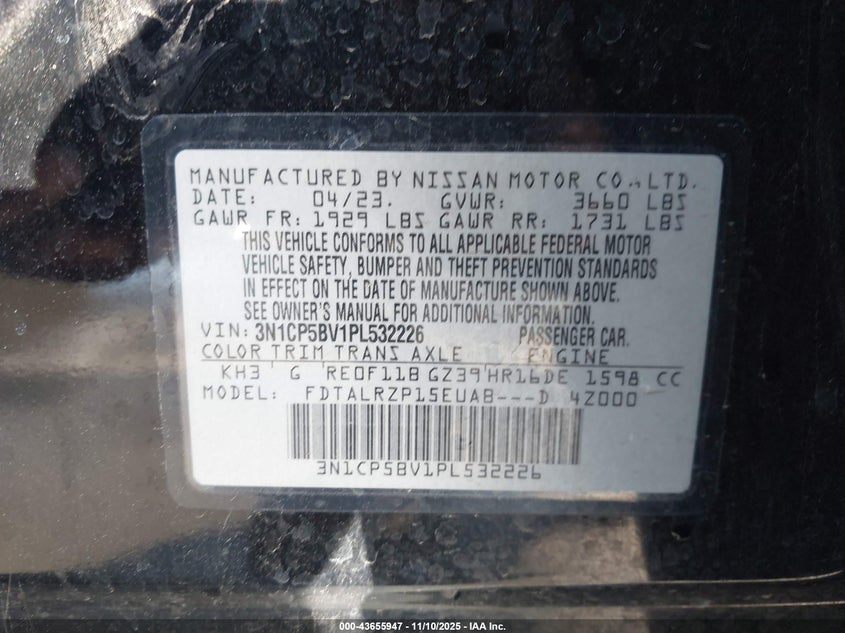 MANUFACTURED BY NISSAN MOTOR CO., LTD.
DATE: 04/23. GVWR: 3660 LBS
GAWR FR: 1929 LBS GAWR RR: 1731 LBS
THIS VEHICLE CONFORMS TO ALL APPLICABLE FEDERAL MOTOR
VEHICLE SAFETY, BUMPER AND THEFT PREVENTION STANDARDS
IN EFFECT ON THE DATE OF MANUFACTURE SHOWN ABOVE.
SEE OWNER'S MANUAL FOR ADDITIONAL INFORMATION.
VIN: 3N1CP5BV1PL532226 PASSENGER CAR.
COLOR TRIM TRANS AXLE ENGINE
KH3 G RE0F11B GZ39 HR16DE 1598 CC
MODEL: FDTALRZP15EUAB---D 4Z000
3N1CP5BV1PL532226
000-43655947 - 11/10/2025 - IAA Inc.